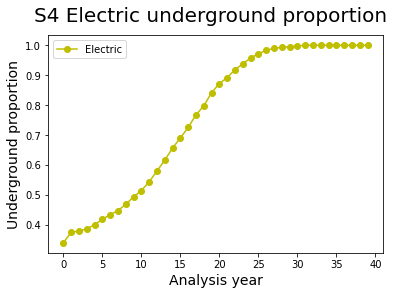 S4 Electric underground proportion
Electric
Underground proportion
1.0
0.9
0.8
0.7
0.6
0.5
0.4
0 5 10 15 20 25 30 35 40
Analysis year